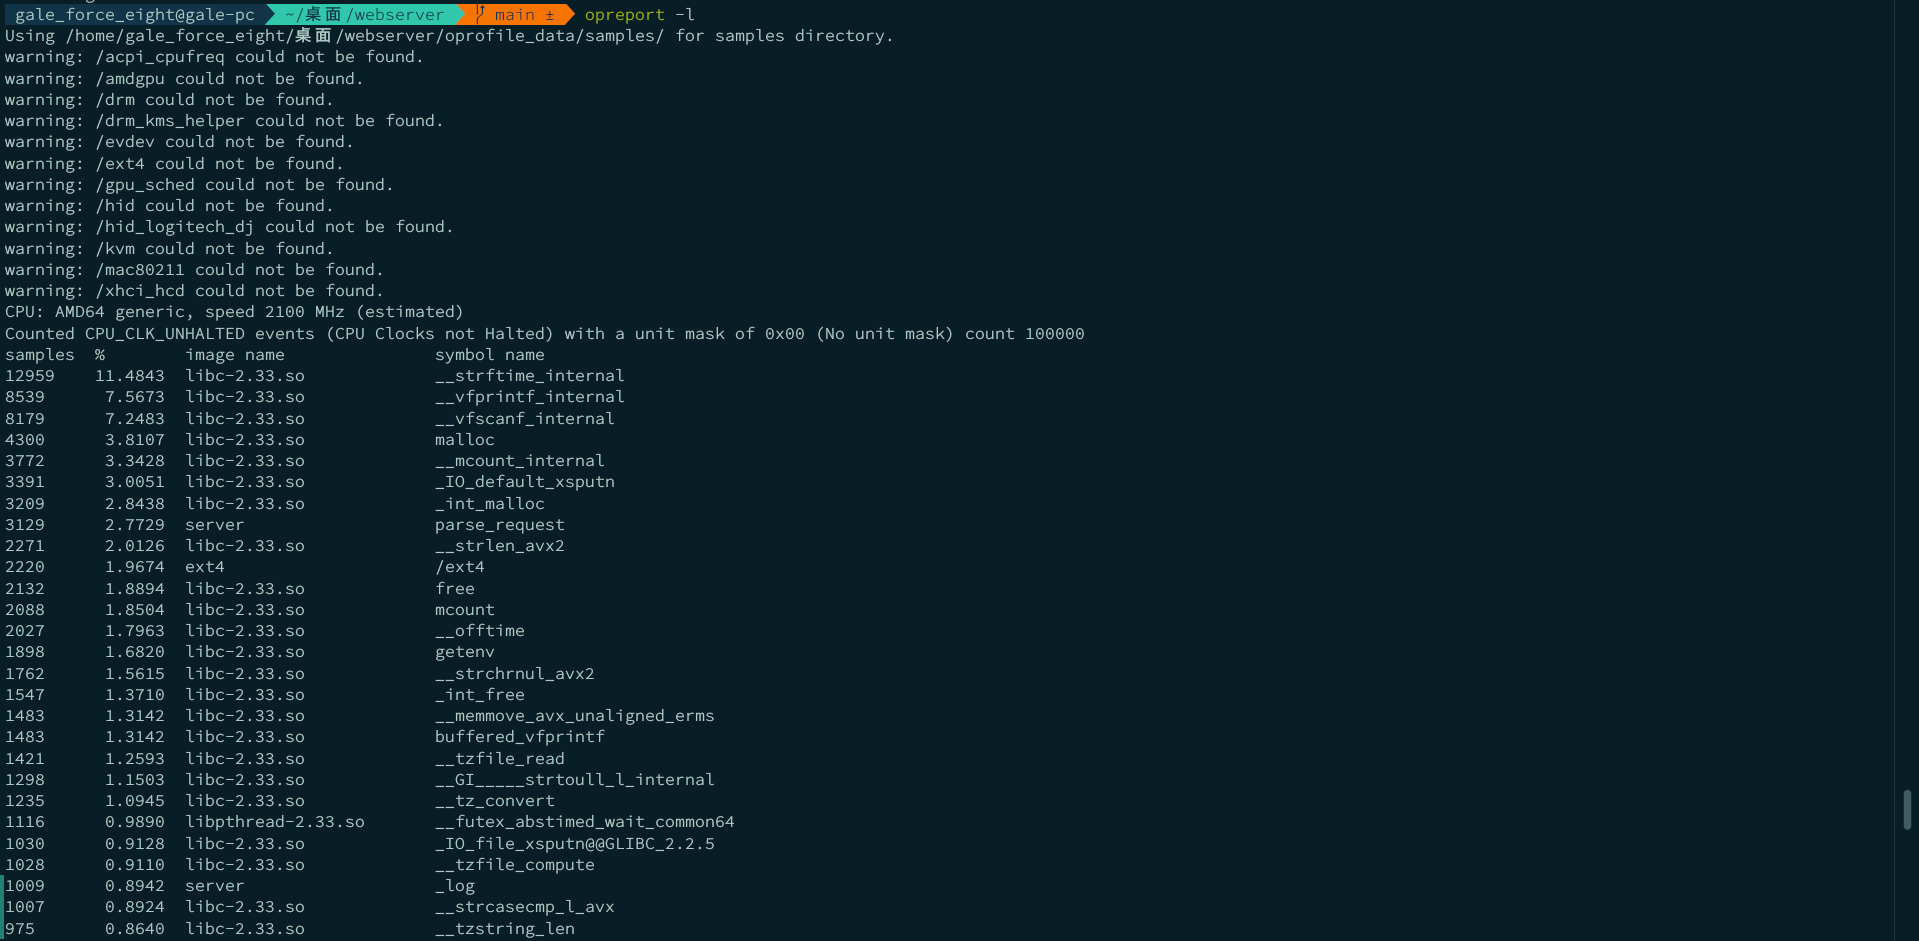 gale_force_eight@gale-pc ~/桌面/webserver main ± opreport -l
Using /home/gale_force_eight/桌面/webserver/oprofile_data/samples/ for samples directory.
warning: /acpi_cpufreq could not be found.
warning: /amdgpu could not be found.
warning: /drm could not be found.
warning: /drm_kms_helper could not be found.
warning: /evdev could not be found.
warning: /ext4 could not be found.
warning: /gpu_sched could not be found.
warning: /hid could not be found.
warning: /hid_logitech_dj could not be found.
warning: /kvm could not be found.
warning: /mac80211 could not be found.
warning: /xhci_hcd could not be found.
CPU: AMD64 generic, speed 2100 MHz (estimated)
Counted CPU_CLK_UNHALTED events (CPU Clocks not Halted) with a unit mask of 0x00 (No unit mask) count 100000
samples  %        image name               symbol name
12959    11.4843  libc-2.33.so             __strftime_internal
8539      7.5673  libc-2.33.so             __vfprintf_internal
8179      7.2483  libc-2.33.so             __vfscanf_internal
4300      3.8107  libc-2.33.so             malloc
3772      3.3428  libc-2.33.so             __mcount_internal
3391      3.0051  libc-2.33.so             _IO_default_xsputn
3209      2.8438  libc-2.33.so             _int_malloc
3129      2.7729  server                   parse_request
2271      2.0126  libc-2.33.so             __strlen_avx2
2220      1.9674  ext4                     /ext4
2132      1.8894  libc-2.33.so             free
2088      1.8504  libc-2.33.so             mcount
2027      1.7963  libc-2.33.so             __offtime
1898      1.6820  libc-2.33.so             getenv
1762      1.5615  libc-2.33.so             __strchrnul_avx2
1547      1.3710  libc-2.33.so             _int_free
1483      1.3142  libc-2.33.so             __memmove_avx_unaligned_erms
1483      1.3142  libc-2.33.so             buffered_vfprintf
1421      1.2593  libc-2.33.so             __tzfile_read
1298      1.1503  libc-2.33.so             __GI_____strtoull_l_internal
1235      1.0945  libc-2.33.so             __tz_convert
1116      0.9890  libpthread-2.33.so       __futex_abstimed_wait_common64
1030      0.9128  libc-2.33.so             _IO_file_xsputn@@GLIBC_2.2.5
1028      0.9110  libc-2.33.so             __tzfile_compute
1009      0.8942  server                   _log
1007      0.8924  libc-2.33.so             __strcasecmp_l_avx
975       0.8640  libc-2.33.so             __tzstring_len